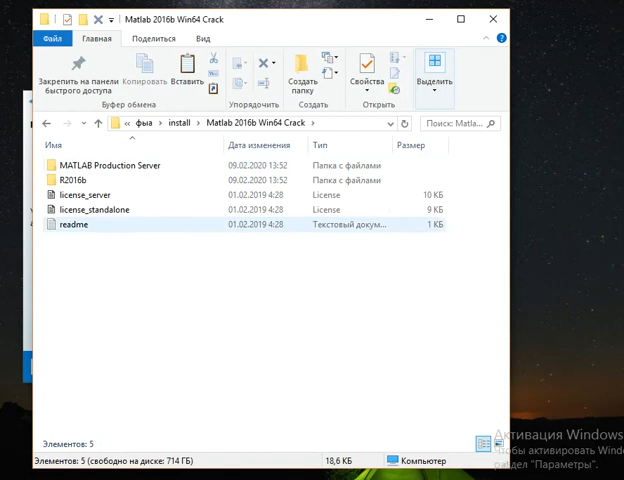 Matlab 2016b Win64 Crack
Файл Главная Поделиться Вид
Закрепить на панели быстрого доступа
Копировать
Вставить
Создать папку
Свойства
Выделить
Буфер обмена Упорядочить Создать Открыть
« фыа > install > Matlab 2016b Win64 Crack >
Поиск: Matla...
Имя Дата изменения Тип Размер
MATLAB Production Server 09.02.2020 13:52 Папка с файлами
R2016b 09.02.2020 13:52 Папка с файлами
license_server 01.02.2019 4:28 License 10 КБ
license_standalone 01.02.2019 4:28 License 9 КБ
readme 01.02.2019 4:28 Текстовый докум... 1 КБ
Элементов: 5
Элементов: 5 (свободно на диске: 714 ГБ) 18,6 КБ Компьютер
Активация Windows
Чтобы активировать Window
раздел "Параметры".